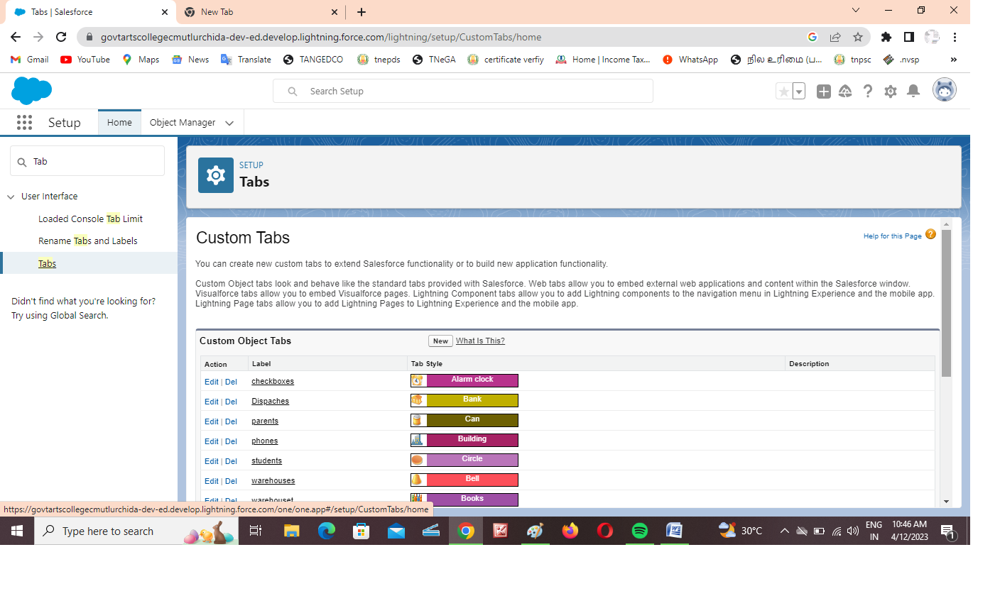 Tabs | Salesforce
New Tab
govtartscollegecmutlurchida-dev-ed.develop.lightning.force.com/lightning/setup/CustomTabs/home
Gmail YouTube Maps News Translate TANGEDCO tnepds TNeGA certificate verfiy Home | Income Tax... WhatsApp நில உரிமை (ப... tnpsc .nvsp »
Search Setup
Setup Home Object Manager
Tab
User Interface
Loaded Console Tab Limit
Rename Tabs and Labels
Tabs
Didn't find what you're looking for?
Try using Global Search.
SETUP
Tabs
Custom Tabs
Help for this Page
You can create new custom tabs to extend Salesforce functionality or to build new application functionality.
Custom Object tabs look and behave like the standard tabs provided with Salesforce. Web tabs allow you to embed external web applications and content within the Salesforce window.
Visualforce tabs allow you to embed Visualforce pages. Lightning Component tabs allow you to add Lightning components to the navigation menu in Lightning Experience and the mobile app.
Lightning Page tabs allow you to add Lightning Pages to Lightning Experience and the mobile app.
Custom Object Tabs New What Is This?
Action Label Tab Style Description
Edit | Del checkboxes Alarm clock
Edit | Del Dispaches Bank
Edit | Del parents Can
Edit | Del phones Building
Edit | Del students Circle
Edit | Del warehouses Bell
Edit | Del warehouset Books
https://govtartscollegecmutlurchida-dev-ed.develop.lightning.force.com/one/one.app#/setup/CustomTabs/home
Type here to search
30°C
ENG
IN
10:46 AM
4/12/2023
1